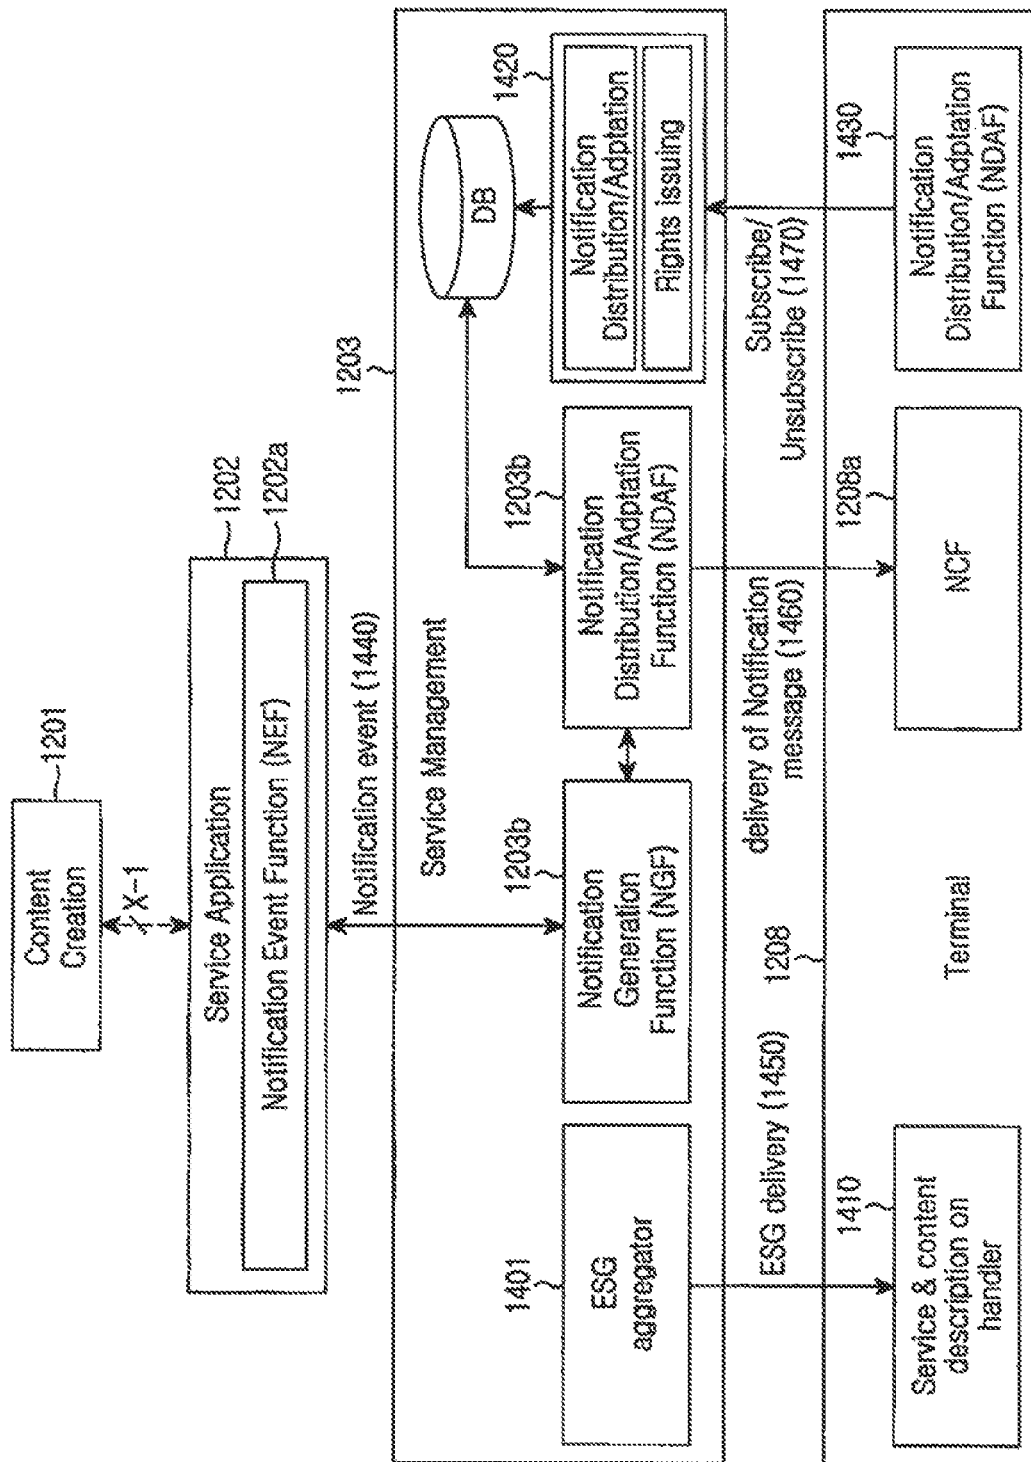 Content
Creation
1201
X-1
Service Application
1202
Notification Event Function (NEF)
1202a
Notification event (1440)
1203
Service Management
DB
1401
ESG
aggregator
1203b
Notification
Generation
Function (NGF)
1203b
Notification
Distribution/Adptation
Function (NDAF)
1420
Notification
Distribution/Adptation
Rights issuing
ESG delivery (1450)
1208
delivery of Notification
message (1460)
Subscribe/
Unsubscribe (1470)
Terminal
1410
Service & content
description on
handler
1208a
NCF
1430
Notification
Distribution/Adptation
Function (NDAF)